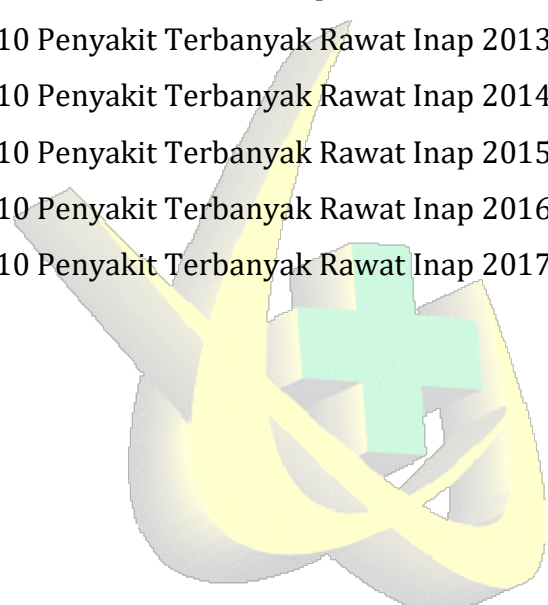 10 Penyakit Terbanyak Rawat Inap 2013
10 Penyakit Terbanyak Rawat Inap 2014
10 Penyakit Terbanyak Rawat Inap 2015
10 Penyakit Terbanyak Rawat Inap 2016
10 Penyakit Terbanyak Rawat Inap 2017